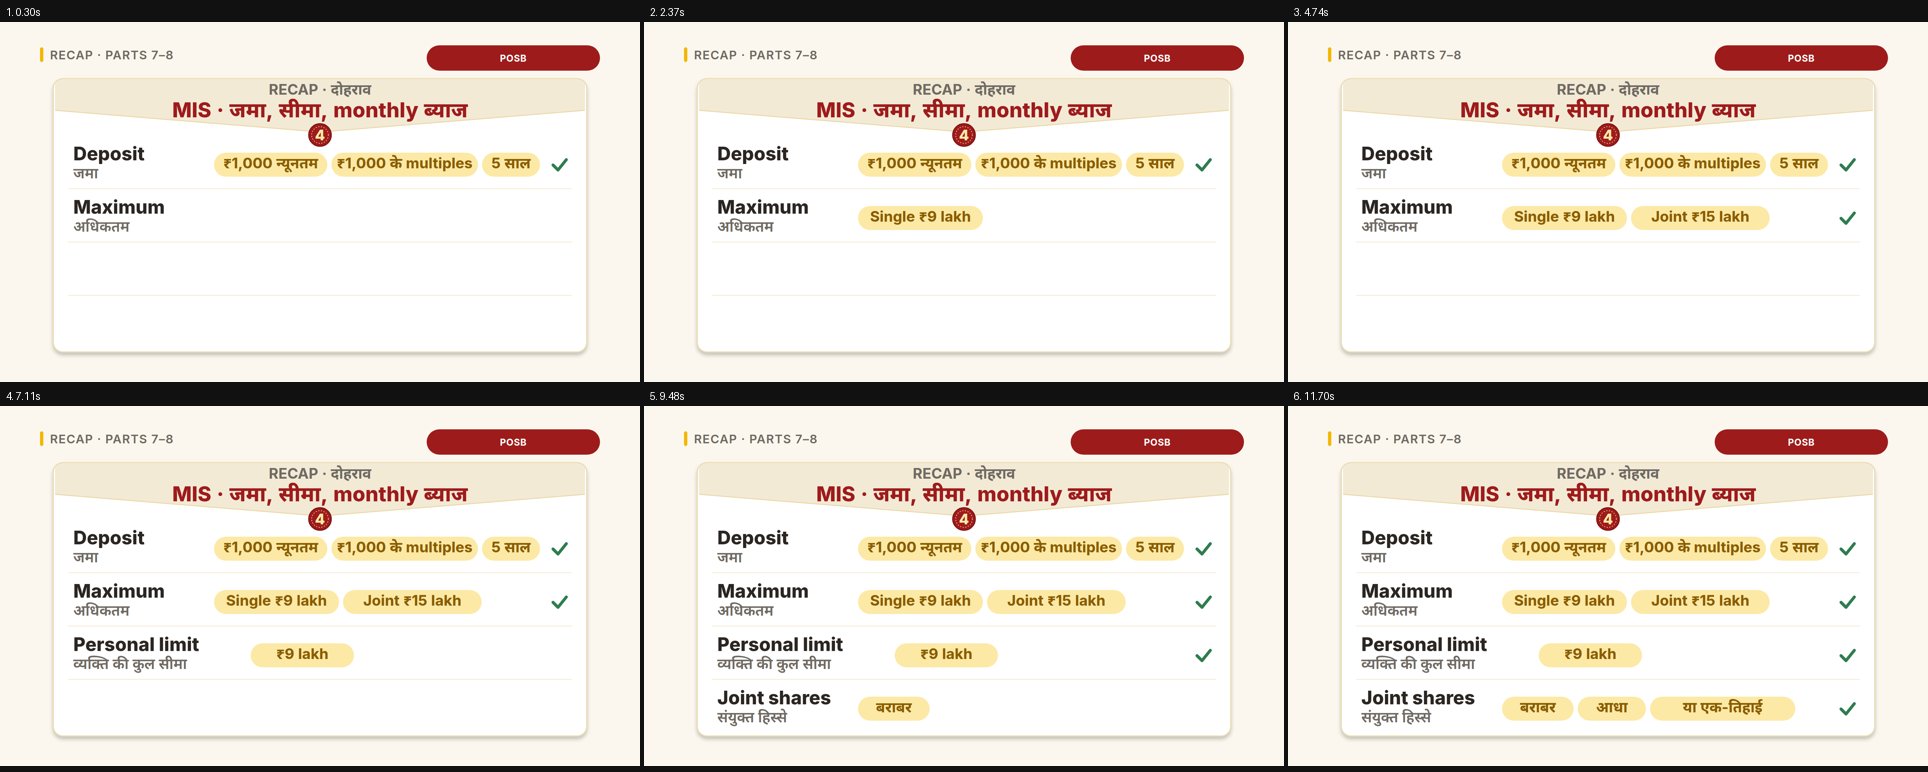 1. 0.30s
RECAP · PARTS 7–8
POSB
RECAP · दोहराव
MIS · जमा, सीमा, monthly ब्याज
4
Deposit ₹1,000 न्यूनतम ₹1,000 के multiples 5 साल
जमा
Maximum
अधिकतम
2. 2.37s
RECAP · PARTS 7–8
POSB
RECAP · दोहराव
MIS · जमा, सीमा, monthly ब्याज
4
Deposit ₹1,000 न्यूनतम ₹1,000 के multiples 5 साल
जमा
Maximum Single ₹9 lakh
अधिकतम
3. 4.74s
RECAP · PARTS 7–8
POSB
RECAP · दोहराव
MIS · जमा, सीमा, monthly ब्याज
4
Deposit ₹1,000 न्यूनतम ₹1,000 के multiples 5 साल
जमा
Maximum Single ₹9 lakh Joint ₹15 lakh
अधिकतम
4. 7.11s
RECAP · PARTS 7–8
POSB
RECAP · दोहराव
MIS · जमा, सीमा, monthly ब्याज
4
Deposit ₹1,000 न्यूनतम ₹1,000 के multiples 5 साल
जमा
Maximum Single ₹9 lakh Joint ₹15 lakh
अधिकतम
Personal limit ₹9 lakh
व्यक्ति की कुल सीमा
5. 9.48s
RECAP · PARTS 7–8
POSB
RECAP · दोहराव
MIS · जमा, सीमा, monthly ब्याज
4
Deposit ₹1,000 न्यूनतम ₹1,000 के multiples 5 साल
जमा
Maximum Single ₹9 lakh Joint ₹15 lakh
अधिकतम
Personal limit ₹9 lakh
व्यक्ति की कुल सीमा
Joint shares बराबर
संयुक्त हिस्से
6. 11.70s
RECAP · PARTS 7–8
POSB
RECAP · दोहराव
MIS · जमा, सीमा, monthly ब्याज
4
Deposit ₹1,000 न्यूनतम ₹1,000 के multiples 5 साल
जमा
Maximum Single ₹9 lakh Joint ₹15 lakh
अधिकतम
Personal limit ₹9 lakh
व्यक्ति की कुल सीमा
Joint shares बराबर आधा या एक-तिहाई
संयुक्त हिस्से